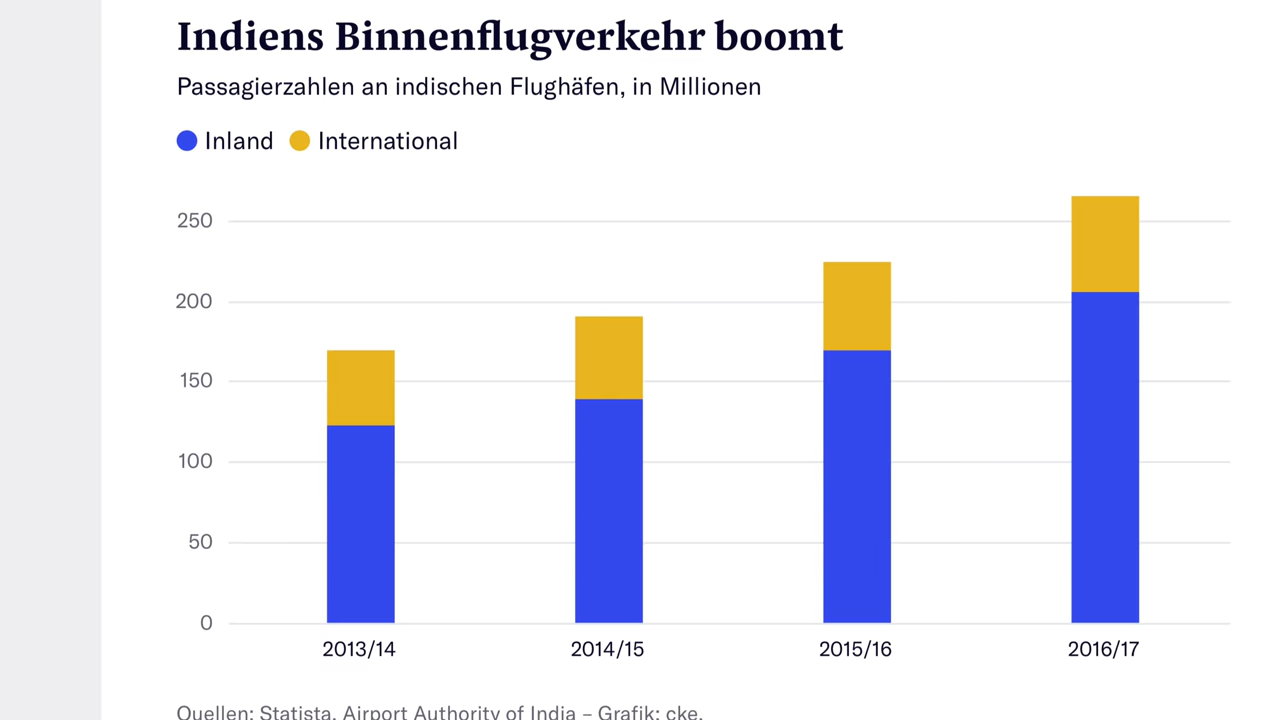 Indiens Binnenflugverkehr boomt
Passagierzahlen an indischen Flughäfen, in Millionen
Inland International
250
200
150
100
50
0
2013/14 2014/15 2015/16 2016/17
Quellen: Statista, Airport Authority of India – Grafik: cke.